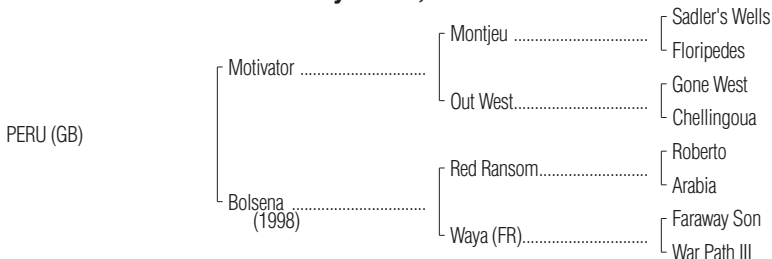 Sadler's Wells
Montjeu ................................
Floripedes
Motivator ..............................
Gone West
Out West................................
Chellingoua
PERU (GB)
Roberto
Red Ransom..........................
Arabia
Bolsena ................................
(1998)
Faraway Son
Waya (FR)..............................
War Path III